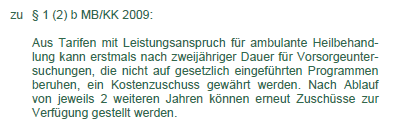 zu § 1 (2) b MB/KK 2009:
Aus Tarifen mit Leistungsanspruch für ambulante Heilbehand-
lung kann erstmals nach zweijähriger Dauer für Vorsorgeunter-
suchungen, die nicht auf gesetzlich eingeführten Programmen
beruhen, ein Kostenzuschuss gewährt werden. Nach Ablauf
von jeweils 2 weiteren Jahren können erneut Zuschüsse zur
Verfügung gestellt werden.